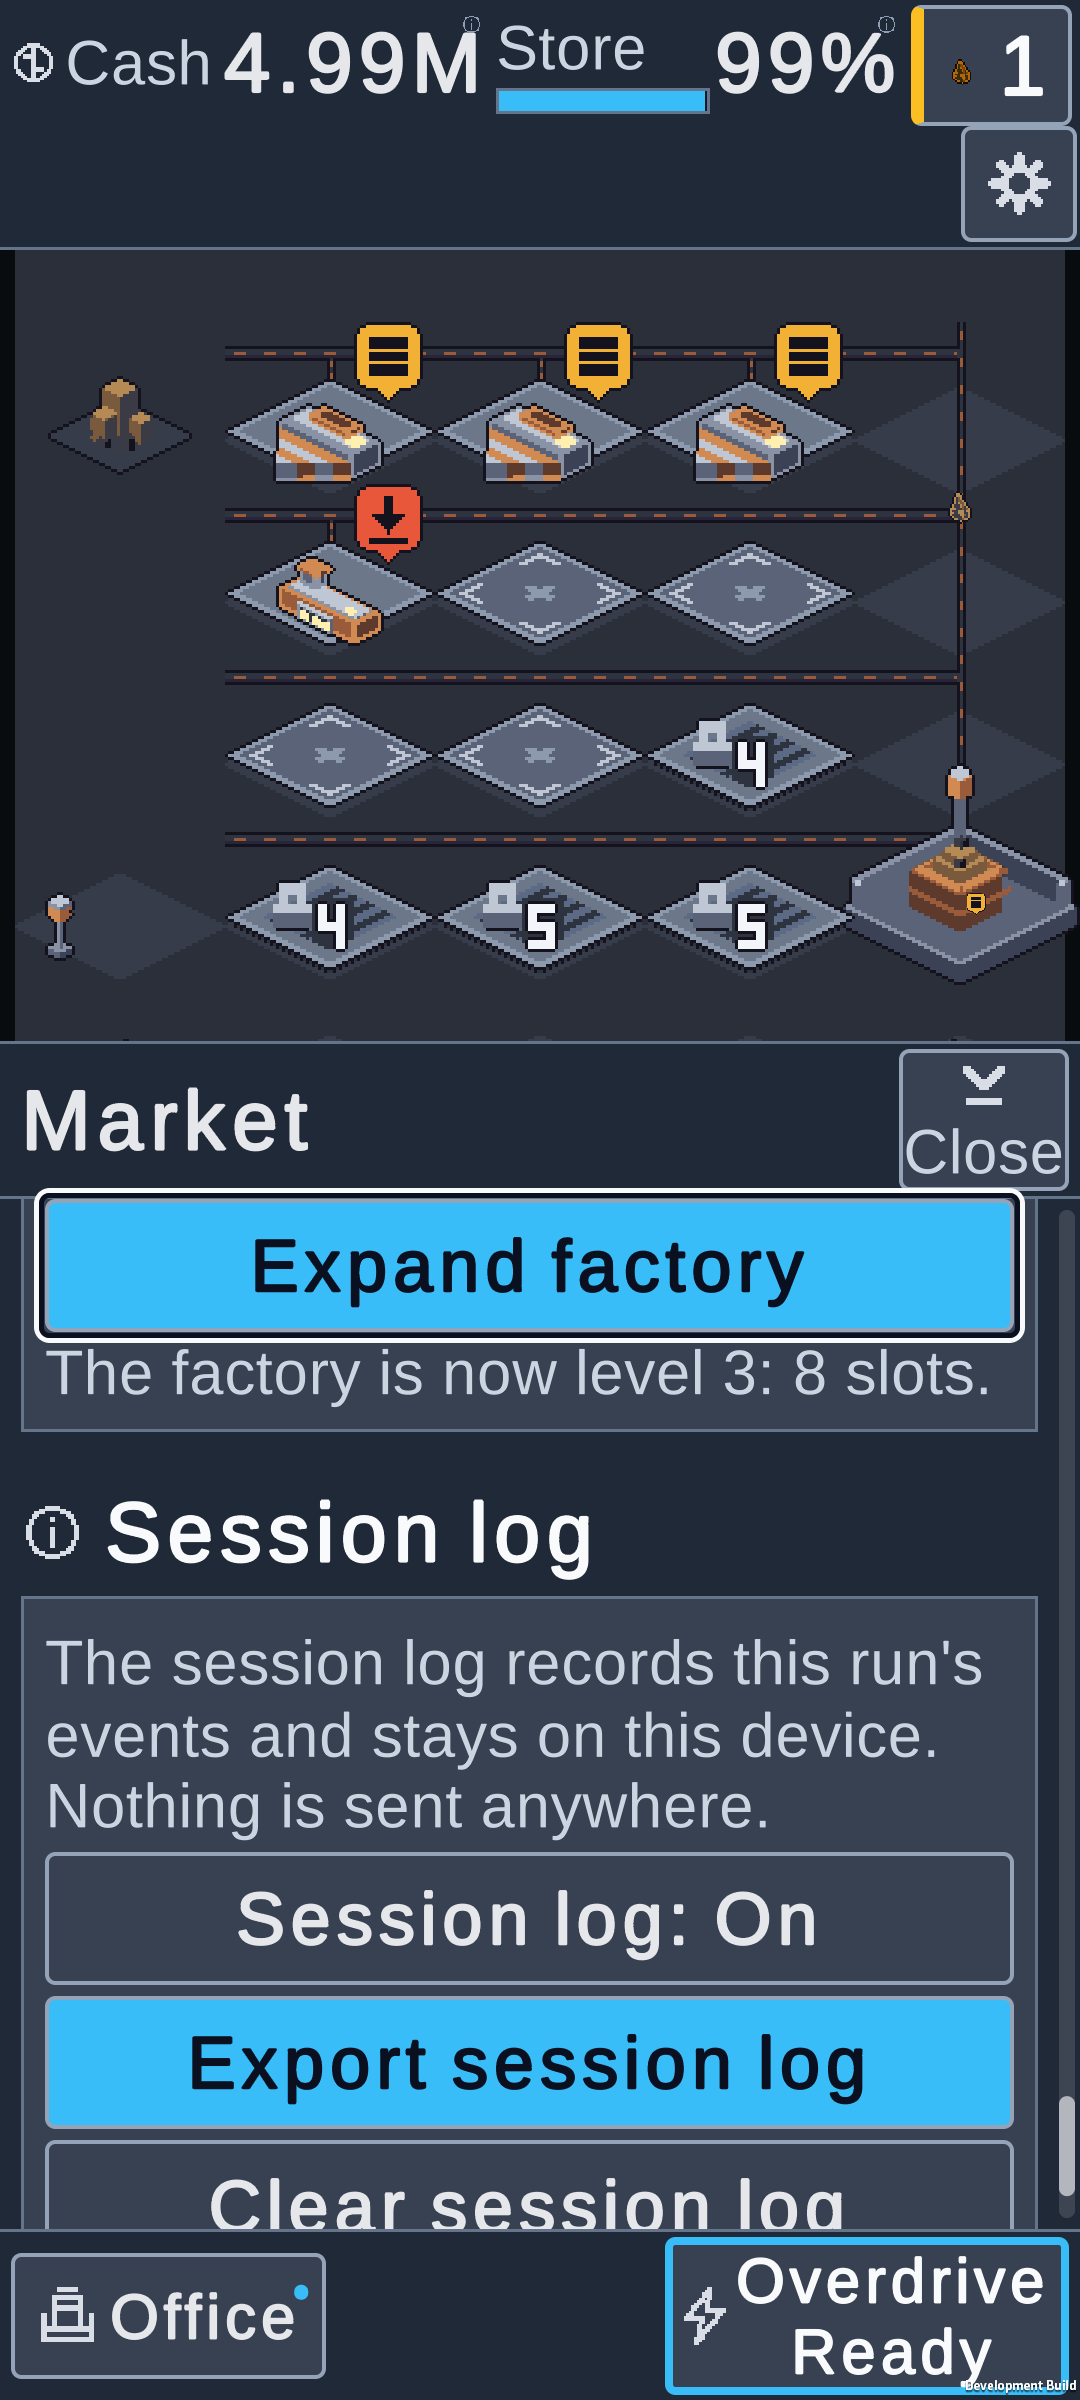 Cash 4.99M Store 99% 1
4
4 5 5
Market
Close
Expand factory
The factory is now level 3: 8 slots.
Session log
The session log records this run's
events and stays on this device.
Nothing is sent anywhere.
Session log: On
Export session log
Clear session log
Office
Overdrive
Ready
Development Build